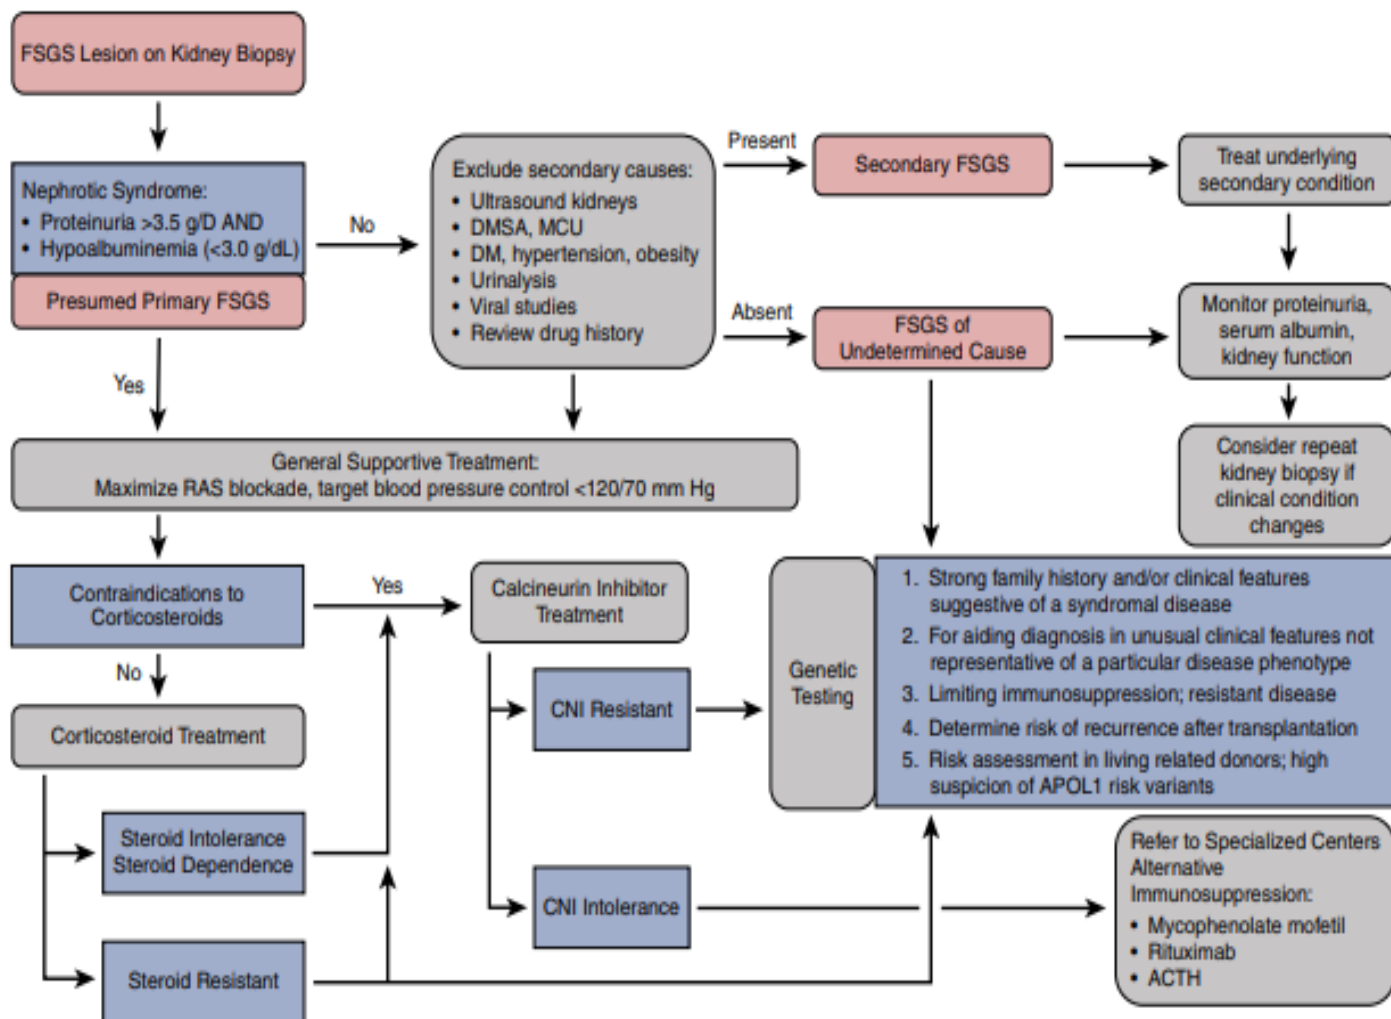 FSGS Lesion on Kidney Biopsy
Nephrotic Syndrome:
• Proteinuria >3.5 g/D AND
• Hypoalbuminemia (<3.0 g/dL)
Presumed Primary FSGS
No
Yes
Exclude secondary causes:
• Ultrasound kidneys
• DMSA, MCU
• DM, hypertension, obesity
• Urinalysis
• Viral studies
• Review drug history
Present
Secondary FSGS
Treat underlying
secondary condition
Absent
FSGS of
Undetermined Cause
Monitor proteinuria,
serum albumin,
kidney function
Consider repeat
kidney biopsy if
clinical condition
changes
General Supportive Treatment:
Maximize RAS blockade, target blood pressure control <120/70 mm Hg
Contraindications to
Corticosteroids
Yes
No
Calcineurin Inhibitor
Treatment
Corticosteroid Treatment
Steroid Intolerance
Steroid Dependence
Steroid Resistant
CNI Resistant
CNI Intolerance
Genetic
Testing
1. Strong family history and/or clinical features
suggestive of a syndromal disease
2. For aiding diagnosis in unusual clinical features not
representative of a particular disease phenotype
3. Limiting immunosuppression; resistant disease
4. Determine risk of recurrence after transplantation
5. Risk assessment in living related donors; high
suspicion of APOL1 risk variants
Refer to Specialized Centers
Alternative
Immunosuppression:
• Mycophenolate mofetil
• Rituximab
• ACTH